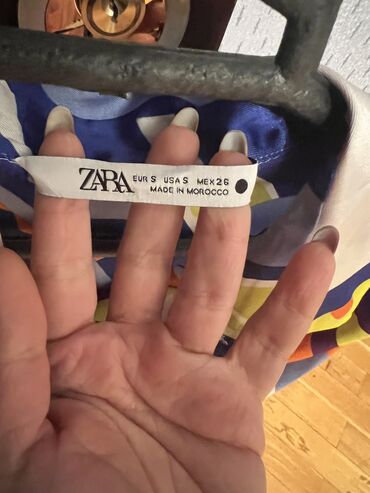 ZARA EUR S USA S MEX 26
MADE IN MOROCCO